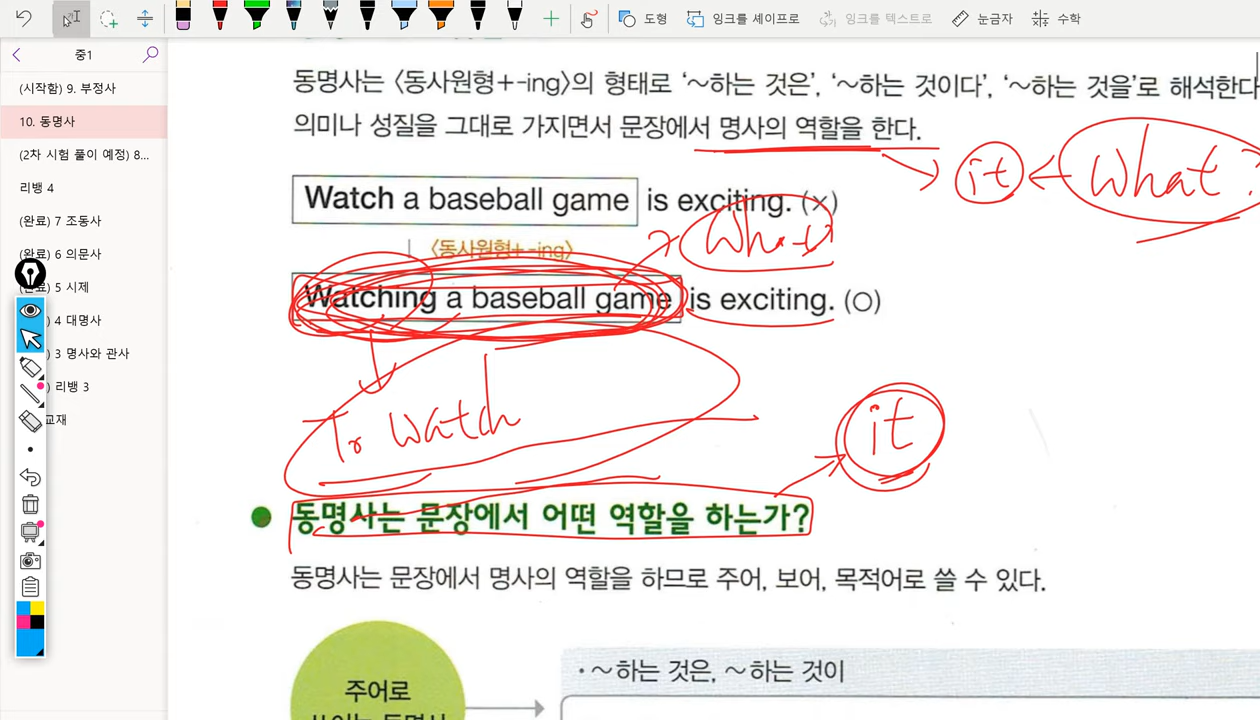 도형
잉크를 셰이프로
잉크를 텍스트로
눈금자
수학
중1
(시작함) 9. 부정사
10. 동명사
(2차 시험 풀이 예정) 8...
리뱅 4
(완료) 7 조동사
(완료) 6 의문사
5 시제
) 4 대명사
) 3 명사와 관사
) 리뱅 3
교재
동명사는 〈동사원형+-ing〉의 형태로 '~하는 것은', '~하는 것이다', '~하는 것을'로 해석한다
의미나 성질을 그대로 가지면서 문장에서 명사의 역할을 한다.
it What?
Watch a baseball game is exciting. (×)
〈동사원형+-ing〉 What
Watching a baseball game is exciting. (○)
To Watch
it
● 동명사는 문장에서 어떤 역할을 하는가?
동명사는 문장에서 명사의 역할을 하므로 주어, 보어, 목적어로 쓸 수 있다.
• ~하는 것은, ~하는 것이
주어로